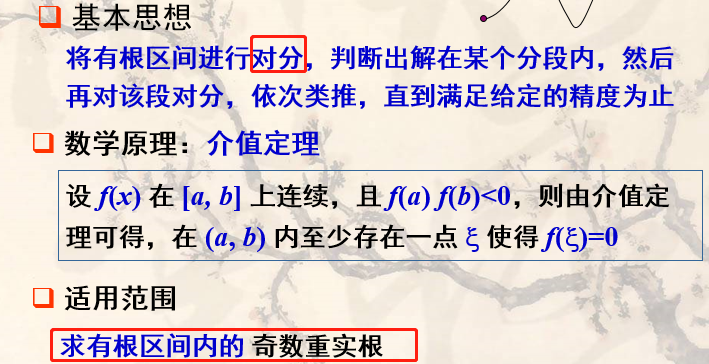 基本思想
将有根区间进行对分，判断出解在某个分段内，然后
再对该段对分，依次类推，直到满足给定的精度为止
数学原理：介值定理
设 f(x) 在 [a, b] 上连续，且 f(a) f(b)<0，则由介值定
理可得，在 (a, b) 内至少存在一点 ξ 使得 f(ξ)=0
适用范围
求有根区间内的 奇数重实根